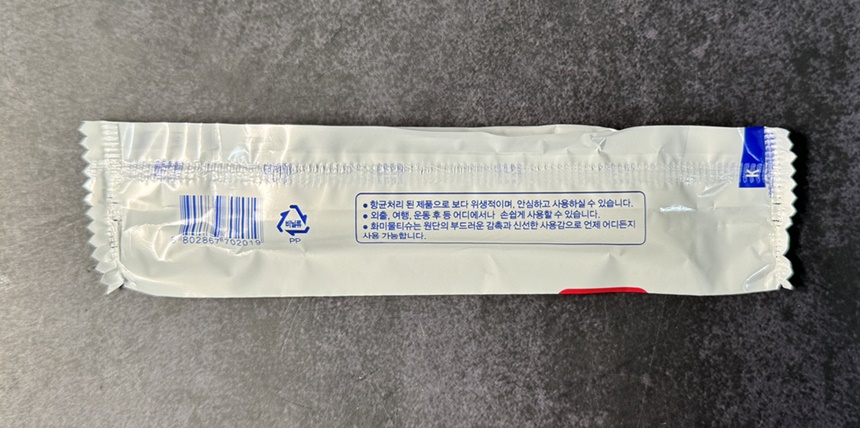 K
● 항균처리 된 제품으로 보다 위생적이며, 안심하고 사용하실 수 있습니다.
● 외출, 여행, 운동 후 등 어디에서나 손쉽게 사용할 수 있습니다.
● 화미물티슈는 원단의 부드러운 감촉과 신선한 사용감으로 언제 어디든지
사용 가능합니다.
비닐류
PP
802867 702019